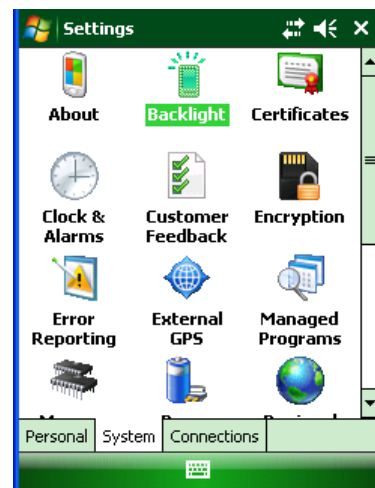 Settings
About
Backlight
Certificates
Clock &
Alarms
Customer
Feedback
Encryption
Error
Reporting
External
GPS
Managed
Programs
Personal
System
Connections